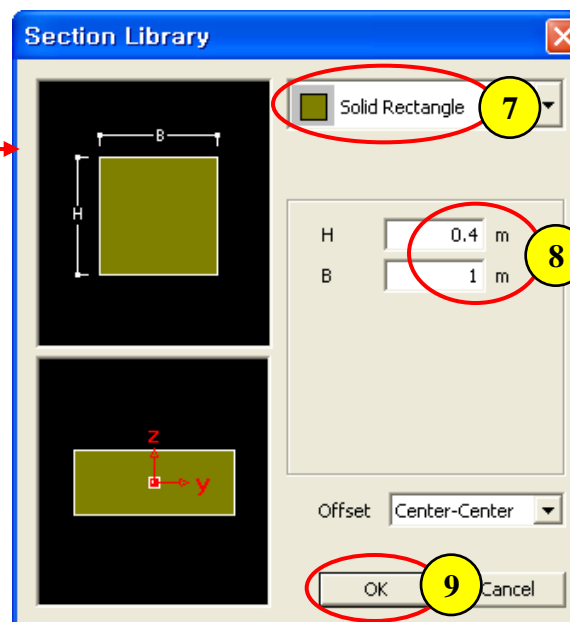 Section Library
B
H
Solid Rectangle 7
H 0.4 m
B 1 m
8
z
y
Offset Center-Center
OK 9 Cancel